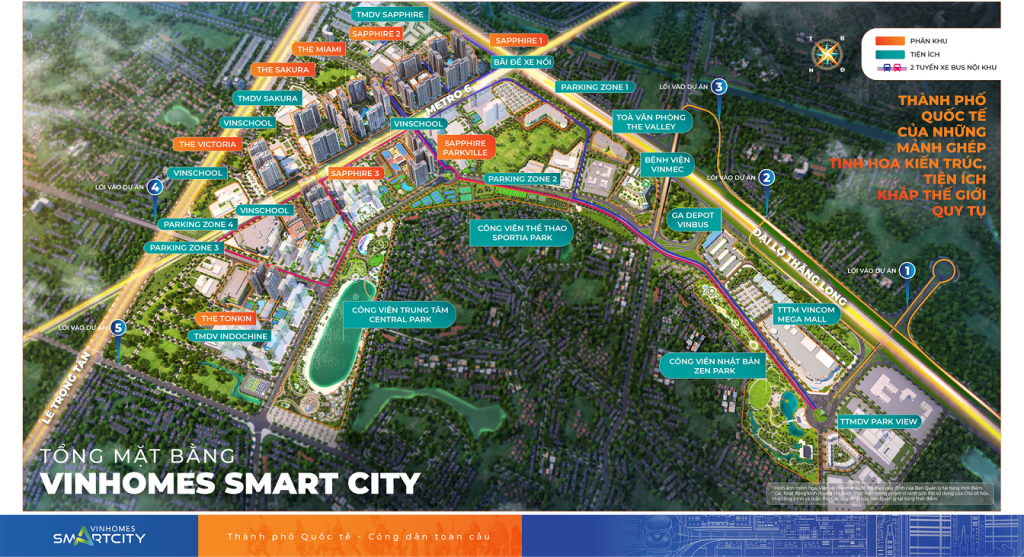 TMDV SAPPHIRE
SAPPHIRE 2
THE MIAMI
SAPPHIRE 1
BÃI ĐỂ XE NỔI
THE SAKURA
TMDV SAKURA
METRO 6
PARKING ZONE 1
VINSCHOOL
VINSCHOOL
THE VICTORIA
SAPPHIRE
PARKVILLE
VINSCHOOL
SAPPHIRE 3
PARKING ZONE 2
LỐI VÀO DỰ ÁN 4
VINSCHOOL
PARKING ZONE 4
PARKING ZONE 3
TOÀ VĂN PHÒNG
THE VALLEY
LỐI VÀO DỰ ÁN 3
BỆNH VIỆN
VINMEC
LỐI VÀO DỰ ÁN 2
GA DEPOT
VINBUS
CÔNG VIÊN THỂ THAO
SPORTIA PARK
ĐẠI LỘ THĂNG LONG
LỐI VÀO DỰ ÁN 1
THE TONKIN
TMDV INDOCHINE
CÔNG VIÊN TRUNG TÂM
CENTRAL PARK
TTTM VINCOM
MEGA MALL
LỐI VÀO DỰ ÁN 5
LÊ TRỌNG TẤN
CÔNG VIÊN NHẬT BẢN
ZEN PARK
TTMDV PARK VIEW
T B
N Đ
PHÂN KHU
TIỆN ÍCH
2 TUYẾN XE BUS NỘI KHU
THÀNH PHỐ
QUỐC TẾ
CỦA NHỮNG
MẢNH GHÉP
TINH HOA KIẾN TRÚC,
TIỆN ÍCH
KHẮP THẾ GIỚI
QUY TỤ
TỔNG MẶT BẰNG
VINHOMES SMART CITY
VINHOMES
SMARTCITY
Thành phố Quốc tế - Công dân toàn cầu